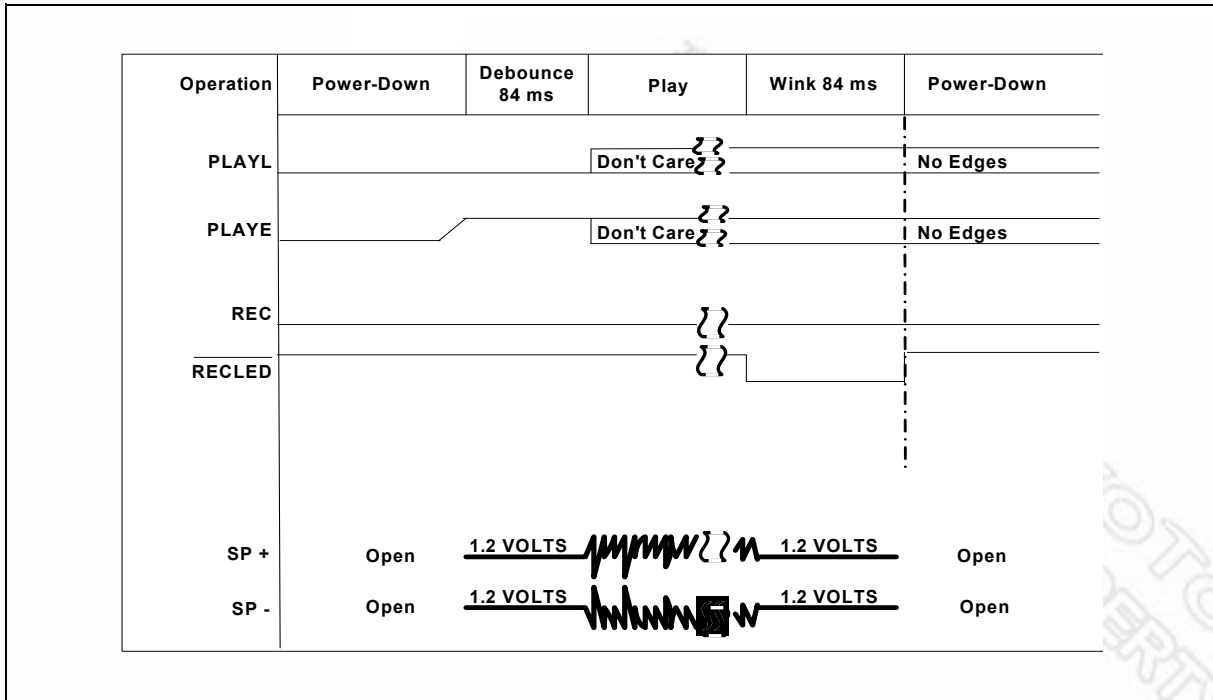 Operation Power-Down Debounce 84 ms Play Wink 84 ms Power-Down
PLAYL Don't Care No Edges
PLAYE Don't Care No Edges
REC
RECLED
SP + Open 1.2 VOLTS 1.2 VOLTS Open
SP - Open 1.2 VOLTS 1.2 VOLTS Open